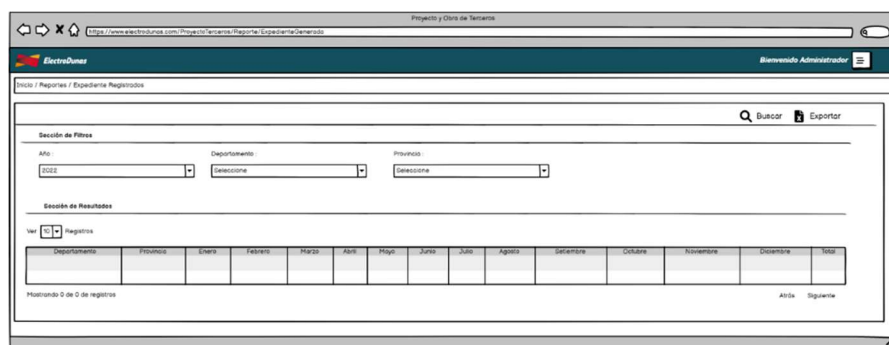 Proyecto y Obra de Terceros
https://www.electrodunas.com/ProyectoTerceros/Reporte/ExpedienteGenerado
ElectroDunas
Bienvenido Administrador
Inicio / Reportes / Expediente Registrados
Buscar Exportar
Sección de Filtros
Año : Departamento : Provincia :
2022 Seleccione Seleccione
Sección de Resultados
Ver 10 Registros
Departamento Provincia Enero Febrero Marzo Abril Mayo Junio Julio Agosto Setiembre Octubre Noviembre Diciembre Total
Mostrando 0 de 0 de registros
Atrás Siguiente